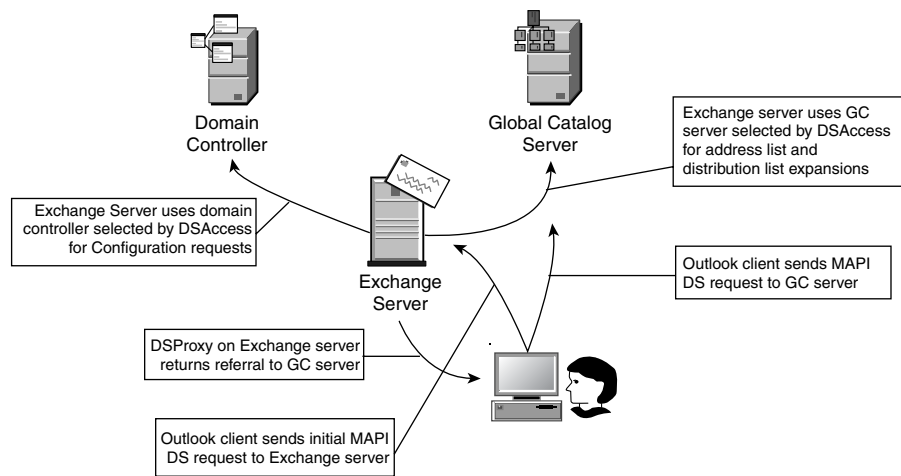 Domain
Controller
Global Catalog
Server
Exchange server uses GC
server selected by DSAccess
for address list and
distribution list expansions
Exchange Server uses domain
controller selected by DSAccess
for Configuration requests
Exchange
Server
Outlook client sends MAPI
DS request to GC server
DSProxy on Exchange server
returns referral to GC server
Outlook client sends initial MAPI
DS request to Exchange server